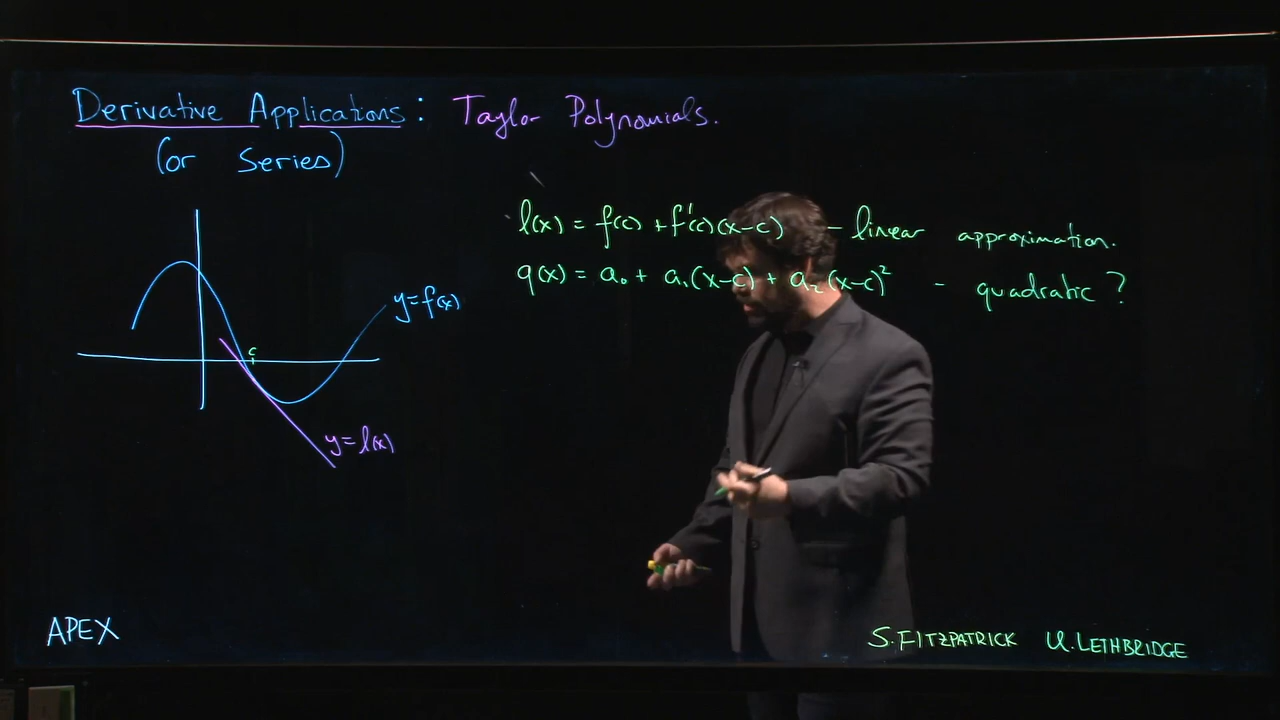 Derivative Applications: Taylor Polynomials.
(or Series)
l(x) = f(c) + f'(c)(x-c) - linear approximation.
q(x) = a₀ + a₁(x-c) + a₂(x-c)² - quadratic ?
y=f(x)
c
y=l(x)
APEX
S.FITZPATRICK U.LETHBRIDGE